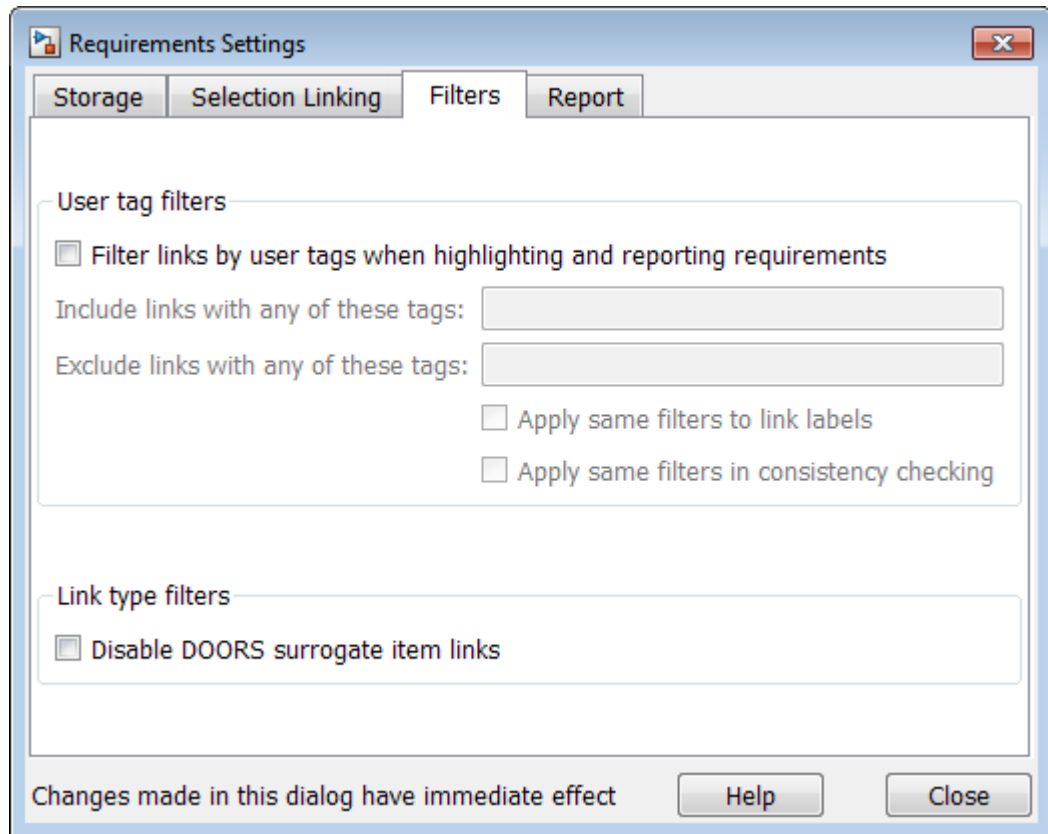 Requirements Settings
Storage
Selection Linking
Filters
Report
User tag filters
Filter links by user tags when highlighting and reporting requirements
Include links with any of these tags:
Exclude links with any of these tags:
Apply same filters to link labels
Apply same filters in consistency checking
Link type filters
Disable DOORS surrogate item links
Changes made in this dialog have immediate effect
Help
Close